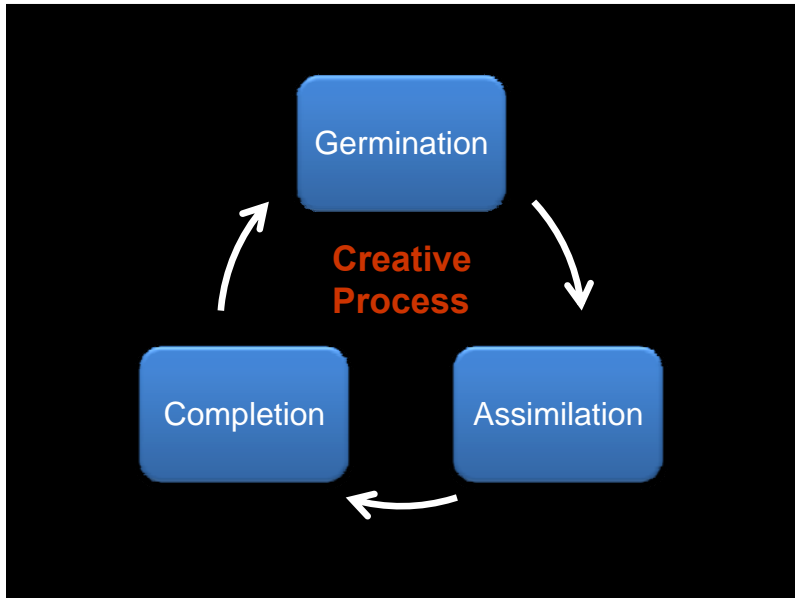 Germination
Creative
Process
Completion
Assimilation